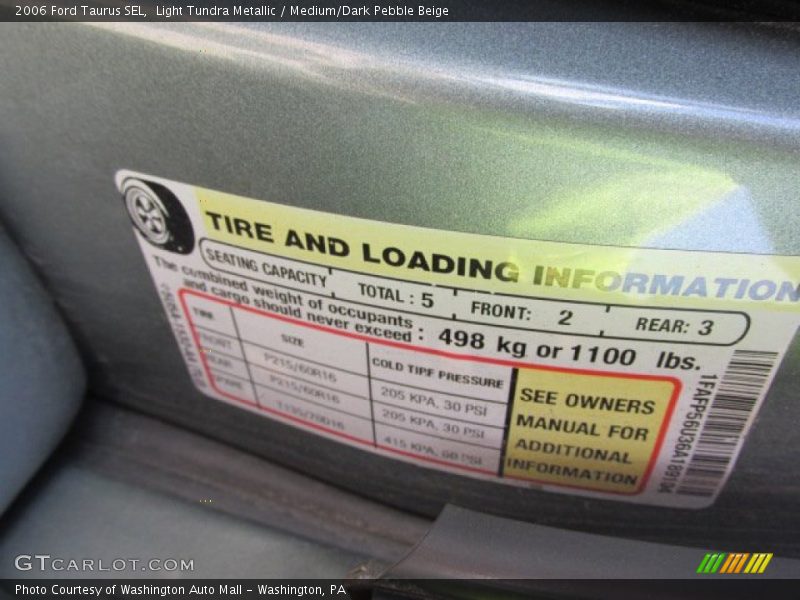 2006 Ford Taurus SEL, Light Tundra Metallic / Medium/Dark Pebble Beige
TIRE AND LOADING INFORMATION
SEATING CAPACITY TOTAL : 5 FRONT: 2 REAR: 3
The combined weight of occupants
and cargo should never exceed : 498 kg or 1100 lbs.
TIRE SIZE COLD TIPE PRESSURE
FRONT P215/60R16 205 KPA, 30 PSI
REAR P215/60R16 205 KPA, 30 PSI
SPARE T135/70D16 415 KPA, 60 PSI
SEE OWNERS
MANUAL FOR
ADDITIONAL
INFORMATION
1FAFP56U36A189104
GTCARLOT.COM
Photo Courtesy of Washington Auto Mall - Washington, PA